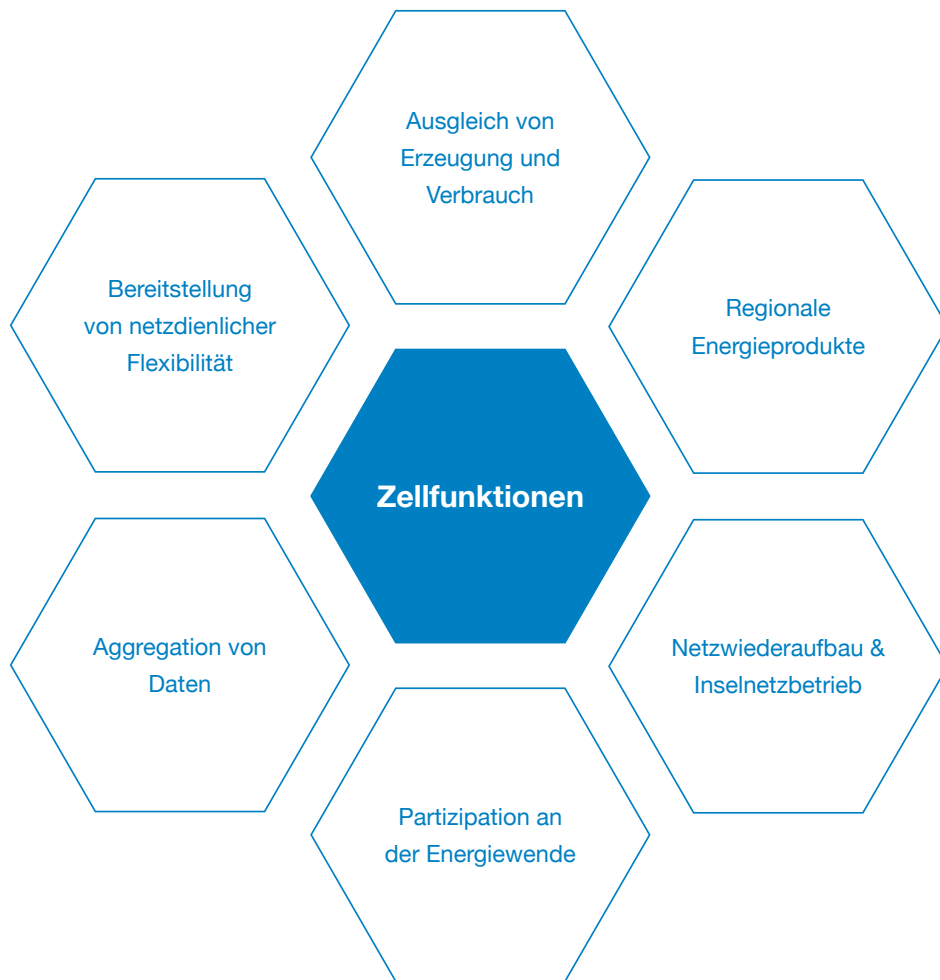 Ausgleich von
Erzeugung und
Verbrauch
Bereitstellung
von netzdienlicher
Flexibilität
Regionale
Energieprodukte
Zellfunktionen
Aggregation von
Daten
Netzwiederaufbau &
Inselnetzbetrieb
Partizipation an
der Energiewende